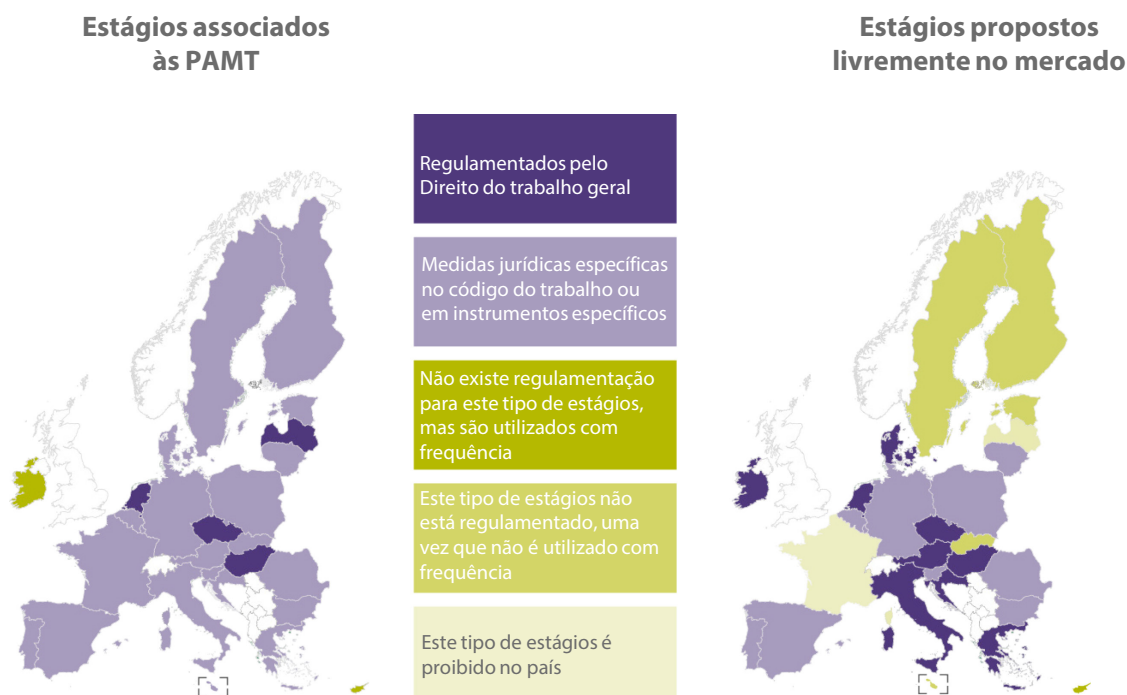 Estágios associados
às PAMT
Estágios propostos
livremente no mercado
Regulamentados pelo
Direito do trabalho geral
Medidas jurídicas específicas
no código do trabalho ou
em instrumentos específicos
Não existe regulamentação
para este tipo de estágios,
mas são utilizados com
frequência
Este tipo de estágios não
está regulamentado, uma
vez que não é utilizado com
frequência
Este tipo de estágios é
proibido no país